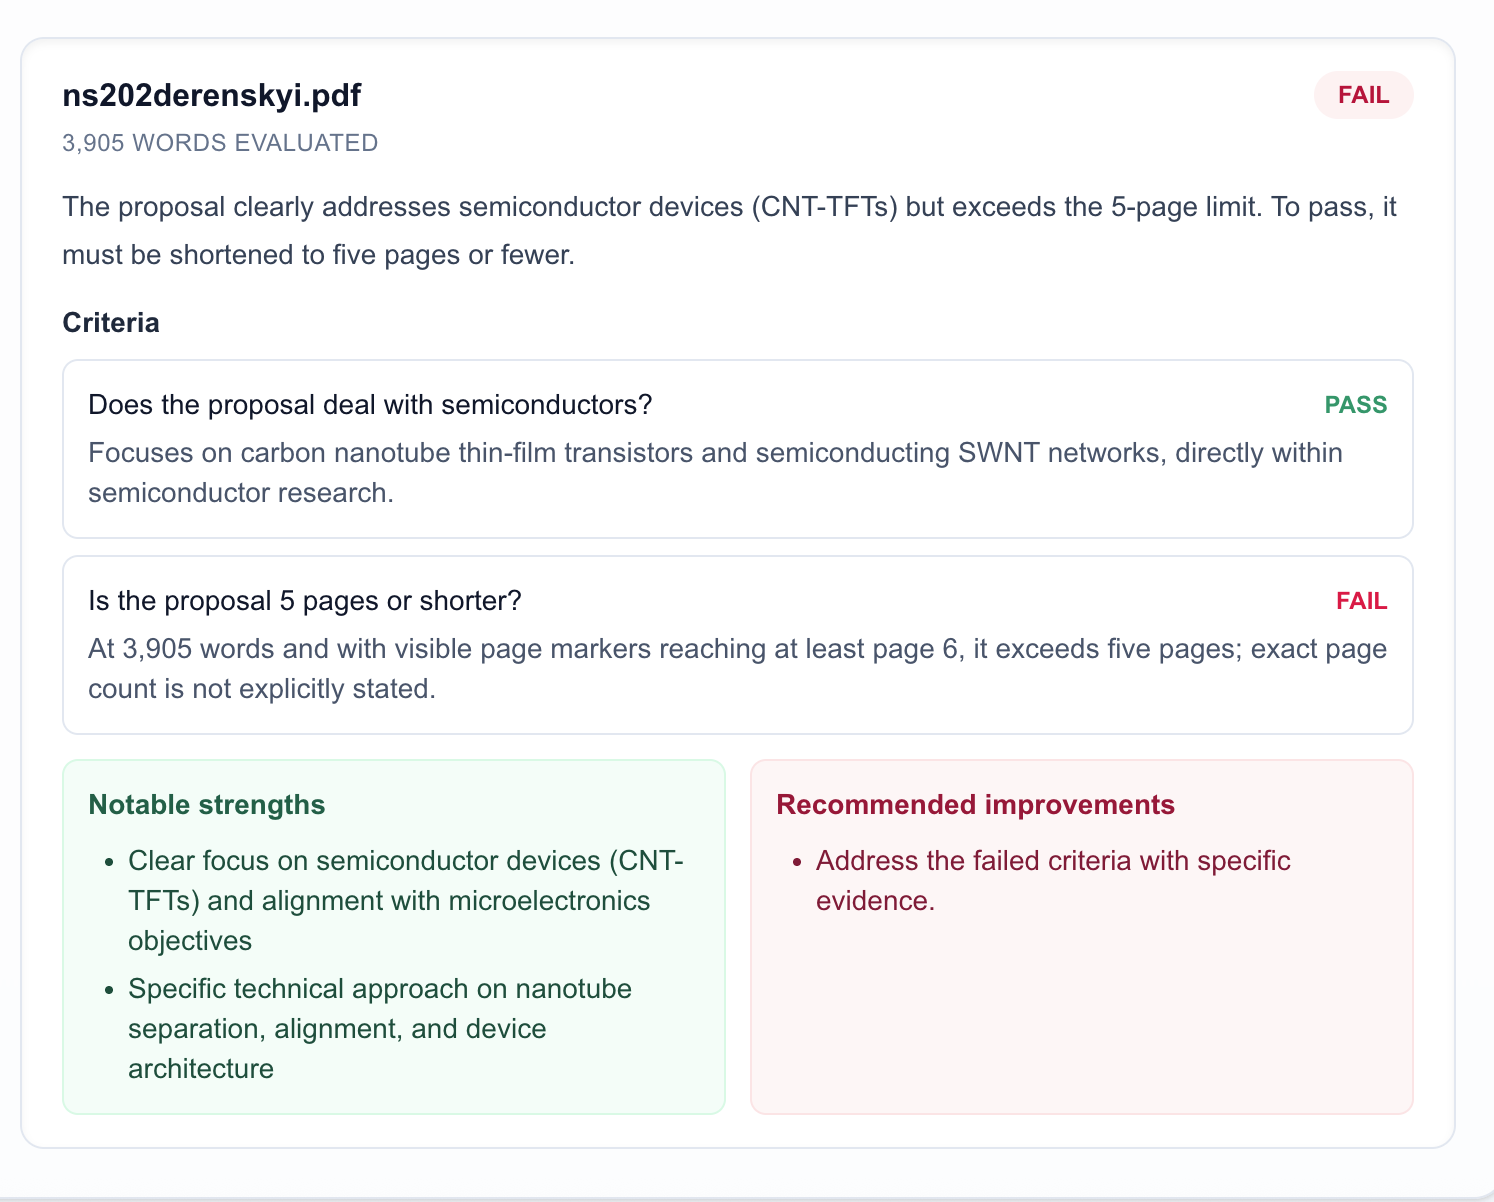 ns202derenskyi.pdf
FAIL
3,905 WORDS EVALUATED
The proposal clearly addresses semiconductor devices (CNT-TFTs) but exceeds the 5-page limit. To pass, it
must be shortened to five pages or fewer.
Criteria
Does the proposal deal with semiconductors?
PASS
Focuses on carbon nanotube thin-film transistors and semiconducting SWNT networks, directly within
semiconductor research.
Is the proposal 5 pages or shorter?
FAIL
At 3,905 words and with visible page markers reaching at least page 6, it exceeds five pages; exact page
count is not explicitly stated.
Notable strengths
• Clear focus on semiconductor devices (CNT-
TFTs) and alignment with microelectronics
objectives
• Specific technical approach on nanotube
separation, alignment, and device
architecture
Recommended improvements
• Address the failed criteria with specific
evidence.